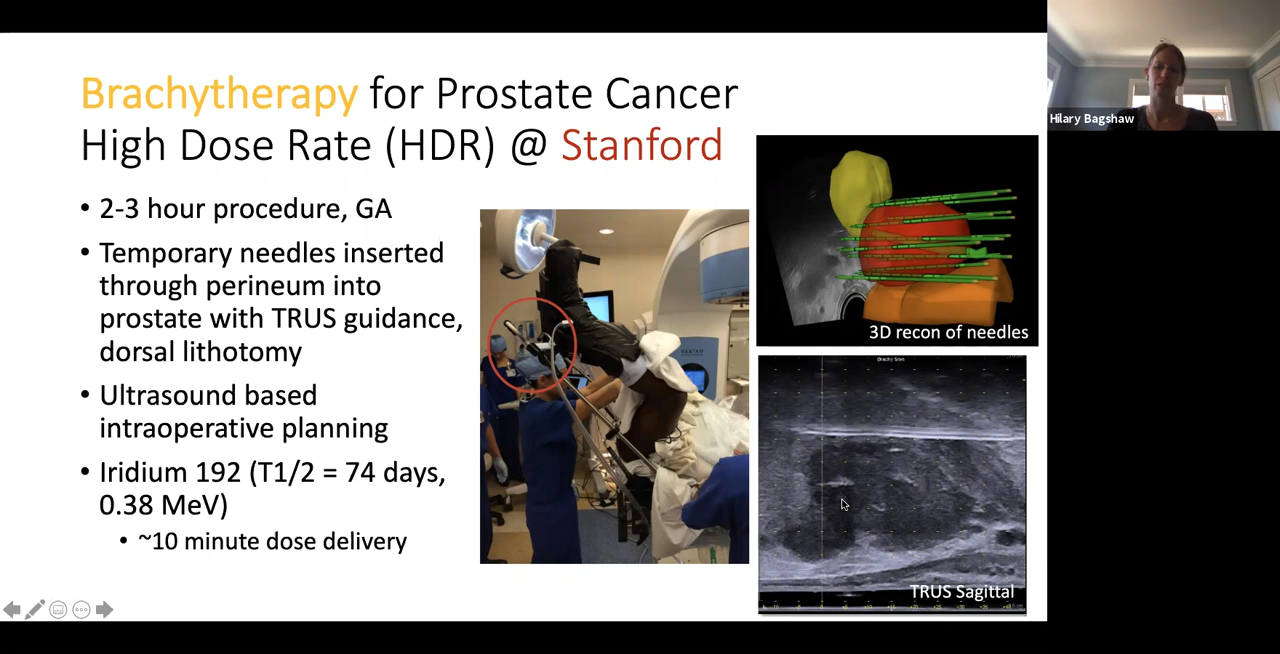 Brachytherapy for Prostate Cancer
High Dose Rate (HDR) @ Stanford
Hilary Bagshaw
• 2-3 hour procedure, GA
• Temporary needles inserted
through perineum into
prostate with TRUS guidance,
dorsal lithotomy
• Ultrasound based
intraoperative planning
• Iridium 192 (T1/2 = 74 days,
0.38 MeV)
• ~10 minute dose delivery
3D recon of needles
TRUS Sagittal